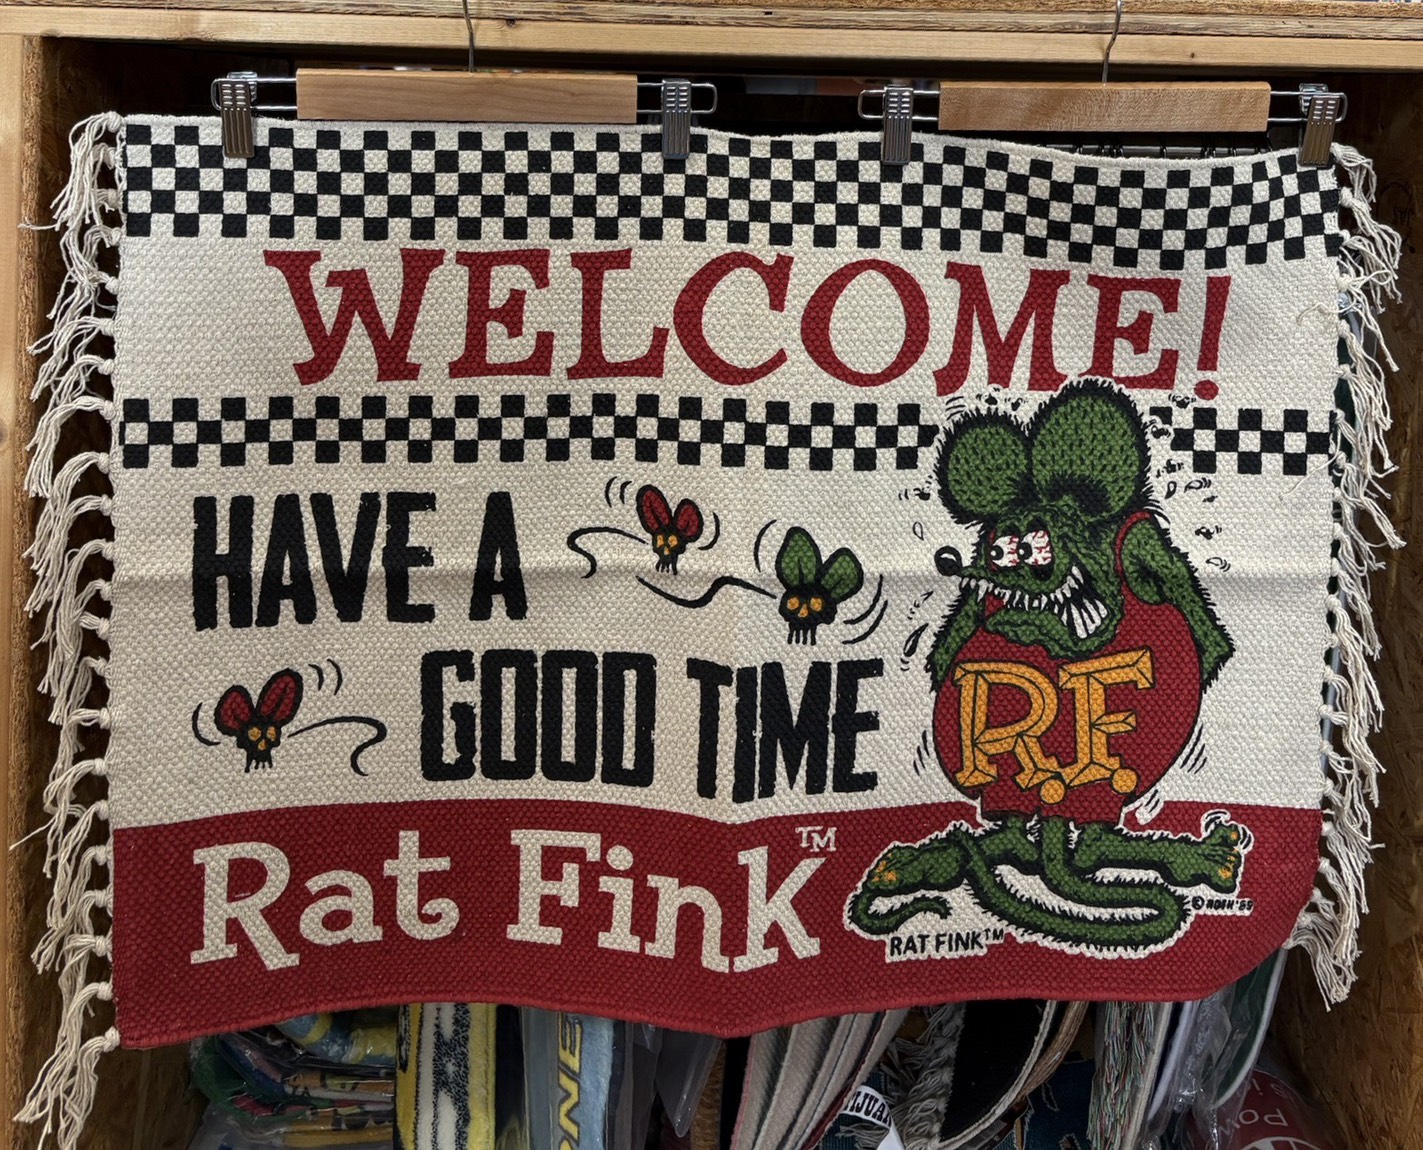 WELCOME!
HAVE A
GOOD TIME
R.F.
Rat Fink™
RAT FINK™